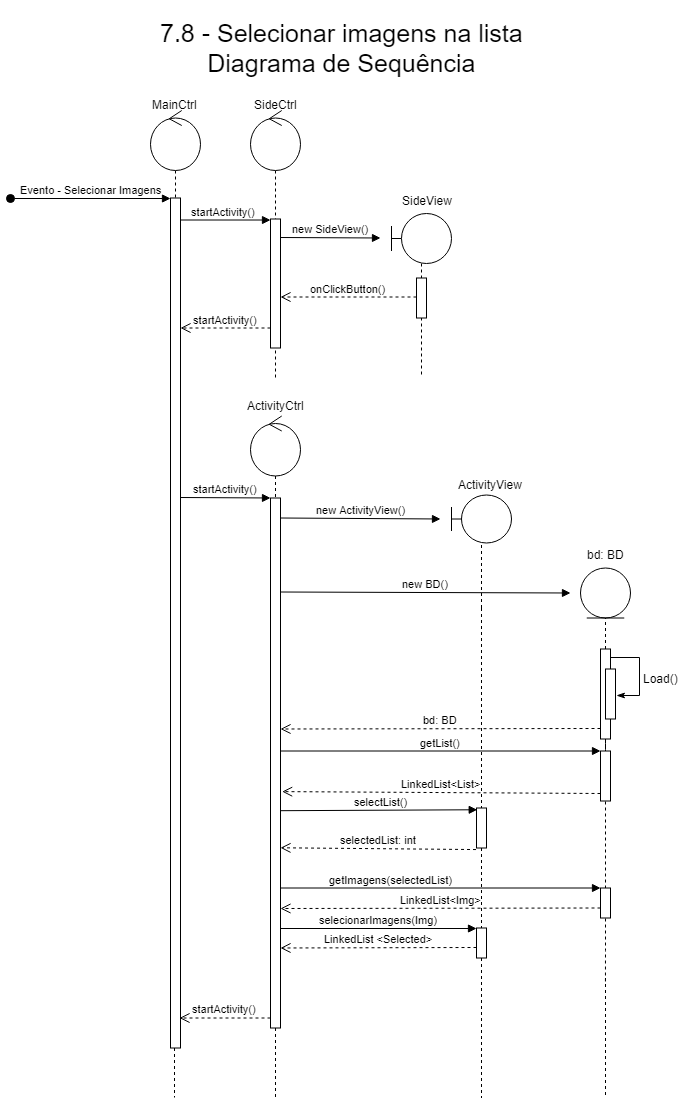 7.8 - Selecionar imagens na lista
Diagrama de Sequência
MainCtrl
SideCtrl
Evento - Selecionar Imagens
startActivity()
SideView
new SideView()
onClickButton()
startActivity()
ActivityCtrl
startActivity()
ActivityView
new ActivityView()
bd: BD
new BD()
Load()
bd: BD
getList()
LinkedList<List>
selectList()
selectedList: int
getImagens(selectedList)
LinkedList<Img>
selecionarImagens(Img)
LinkedList <Selected>
startActivity()